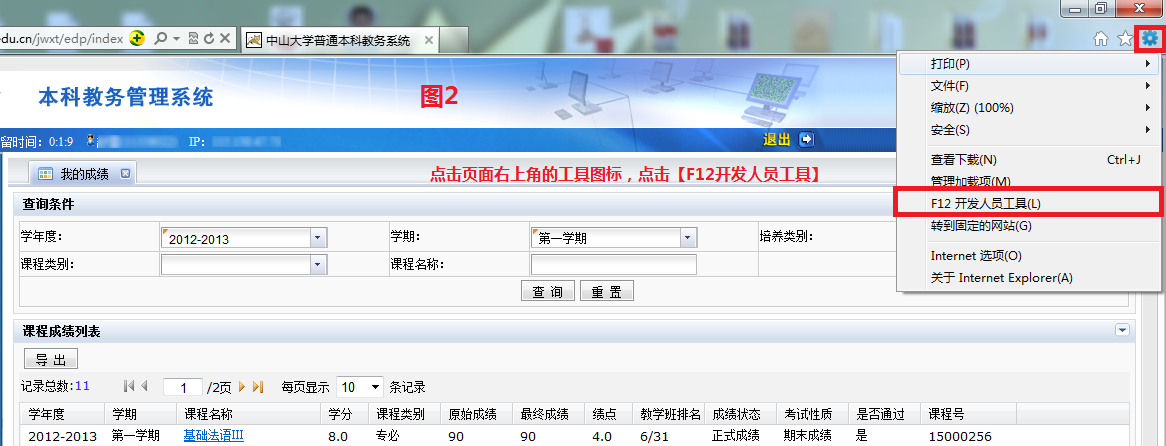 edu.cn/jwxt/edp/index
中山大学普通本科教务系统
本科教务管理系统
图2
留时间：0:1:9
IP：
退出
我的成绩
点击页面右上角的工具图标，点击【F12开发人员工具】
打印(P)
文件(F)
缩放(Z) (100%)
安全(S)
查看下载(N) Ctrl+J
管理加载项(M)
F12 开发人员工具(L)
转到固定的网站(G)
Internet 选项(O)
关于 Internet Explorer(A)
查询条件
学年度： 2012-2013 学期： 第一学期 培养类别：
课程类别： 课程名称：
查 询 重 置
课程成绩列表
导 出
记录总数:11 1 /2页 每页显示 10 条记录
学年度 学期 课程名称 学分 课程类别 原始成绩 最终成绩 绩点 教学班排名 成绩状态 考试性质 是否通过 课程号
2012-2013 第一学期 基础法语III 8.0 专必 90 90 4.0 6/31 正式成绩 期末成绩 是 15000256